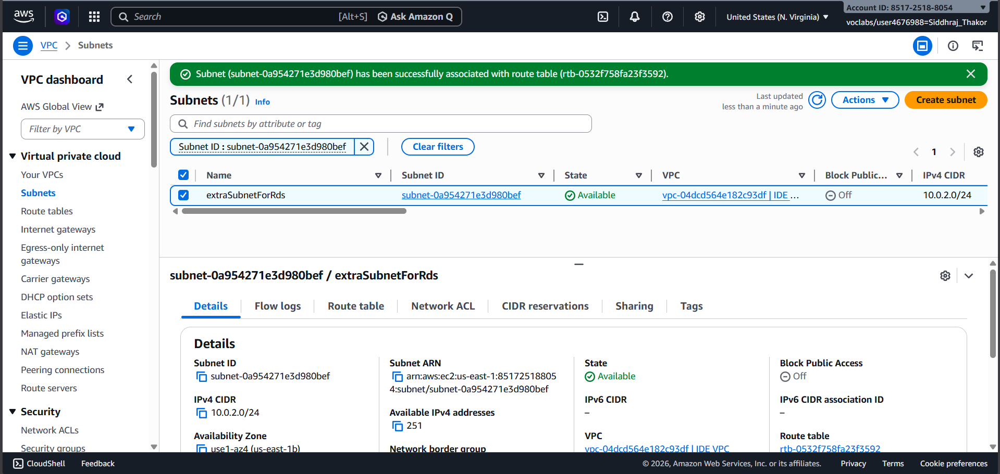 aws
Search
[Alt+S]
Ask Amazon Q
United States (N. Virginia)
Account ID: 8517-2518-8054
voclabs/user4676988=Siddhraj_Thakor
VPC
Subnets
VPC dashboard
AWS Global View
Filter by VPC
Virtual private cloud
Your VPCs
Subnets
Route tables
Internet gateways
Egress-only internet
gateways
Carrier gateways
DHCP option sets
Elastic IPs
Managed prefix lists
NAT gateways
Peering connections
Route servers
Security
Network ACLs
Security groups
Subnet (subnet-0a954271e3d980bef) has been successfully associated with route table (rtb-0532f758fa23f3592).
Subnets (1/1) Info
Last updated
less than a minute ago
Actions
Create subnet
Find subnets by attribute or tag
Subnet ID : subnet-0a954271e3d980bef
Clear filters
1
Name
Subnet ID
State
VPC
Block Public...
IPv4 CIDR
extraSubnetForRds
subnet-0a954271e3d980bef
Available
vpc-04dcd564e182c93df | IDE ...
Off
10.0.2.0/24
subnet-0a954271e3d980bef / extraSubnetForRds
Details
Flow logs
Route table
Network ACL
CIDR reservations
Sharing
Tags
Details
Subnet ID
subnet-0a954271e3d980bef
IPv4 CIDR
10.0.2.0/24
Availability Zone
use1-az4 (us-east-1b)
Subnet ARN
arn:aws:ec2:us-east-1:85172518805
4:subnet/subnet-0a954271e3d980bef
Available IPv4 addresses
251
Network border group
State
Available
IPv6 CIDR
–
VPC
vpc-04dcd564e182c93df | IDE VPC
Block Public Access
Off
IPv6 CIDR association ID
–
Route table
rtb-0532f758fa23f3592
CloudShell
Feedback
© 2026, Amazon Web Services, Inc. or its affiliates.
Privacy
Terms
Cookie preferences